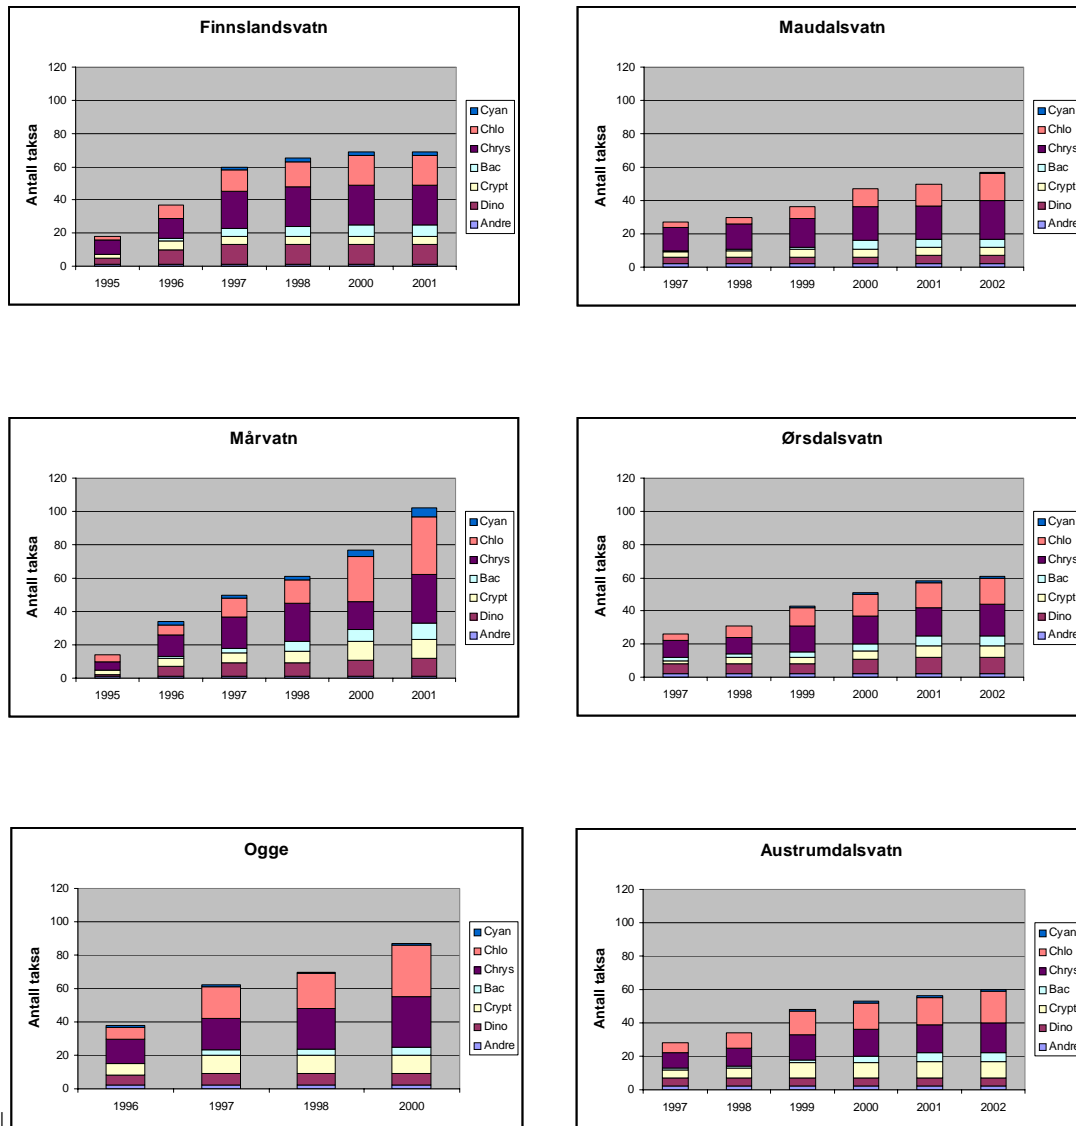 Finnslandsvatn
Antall taksa
120
100
80
60
40
20
0
1995 1996 1997 1998 2000 2001
Cyan
Chlo
Chrys
Bac
Crypt
Dino
Andre
Maudalsvatn
Antall taksa
120
100
80
60
40
20
0
1997 1998 1999 2000 2001 2002
Cyan
Chlo
Chrys
Bac
Crypt
Dino
Andre
Mårvatn
Antall taksa
120
100
80
60
40
20
0
1995 1996 1997 1998 2000 2001
Cyan
Chlo
Chrys
Bac
Crypt
Dino
Andre
Ørsdalsvatn
Antall taksa
120
100
80
60
40
20
0
1997 1998 1999 2000 2001 2002
Cyan
Chlo
Chrys
Bac
Crypt
Dino
Andre
Ogge
Antall taksa
120
100
80
60
40
20
0
1996 1997 1998 2000
Cyan
Chlo
Chrys
Bac
Crypt
Dino
Andre
Austrumdalsvatn
Antall taksa
120
100
80
60
40
20
0
1997 1998 1999 2000 2001 2002
Cyan
Chlo
Chrys
Bac
Crypt
Dino
Andre